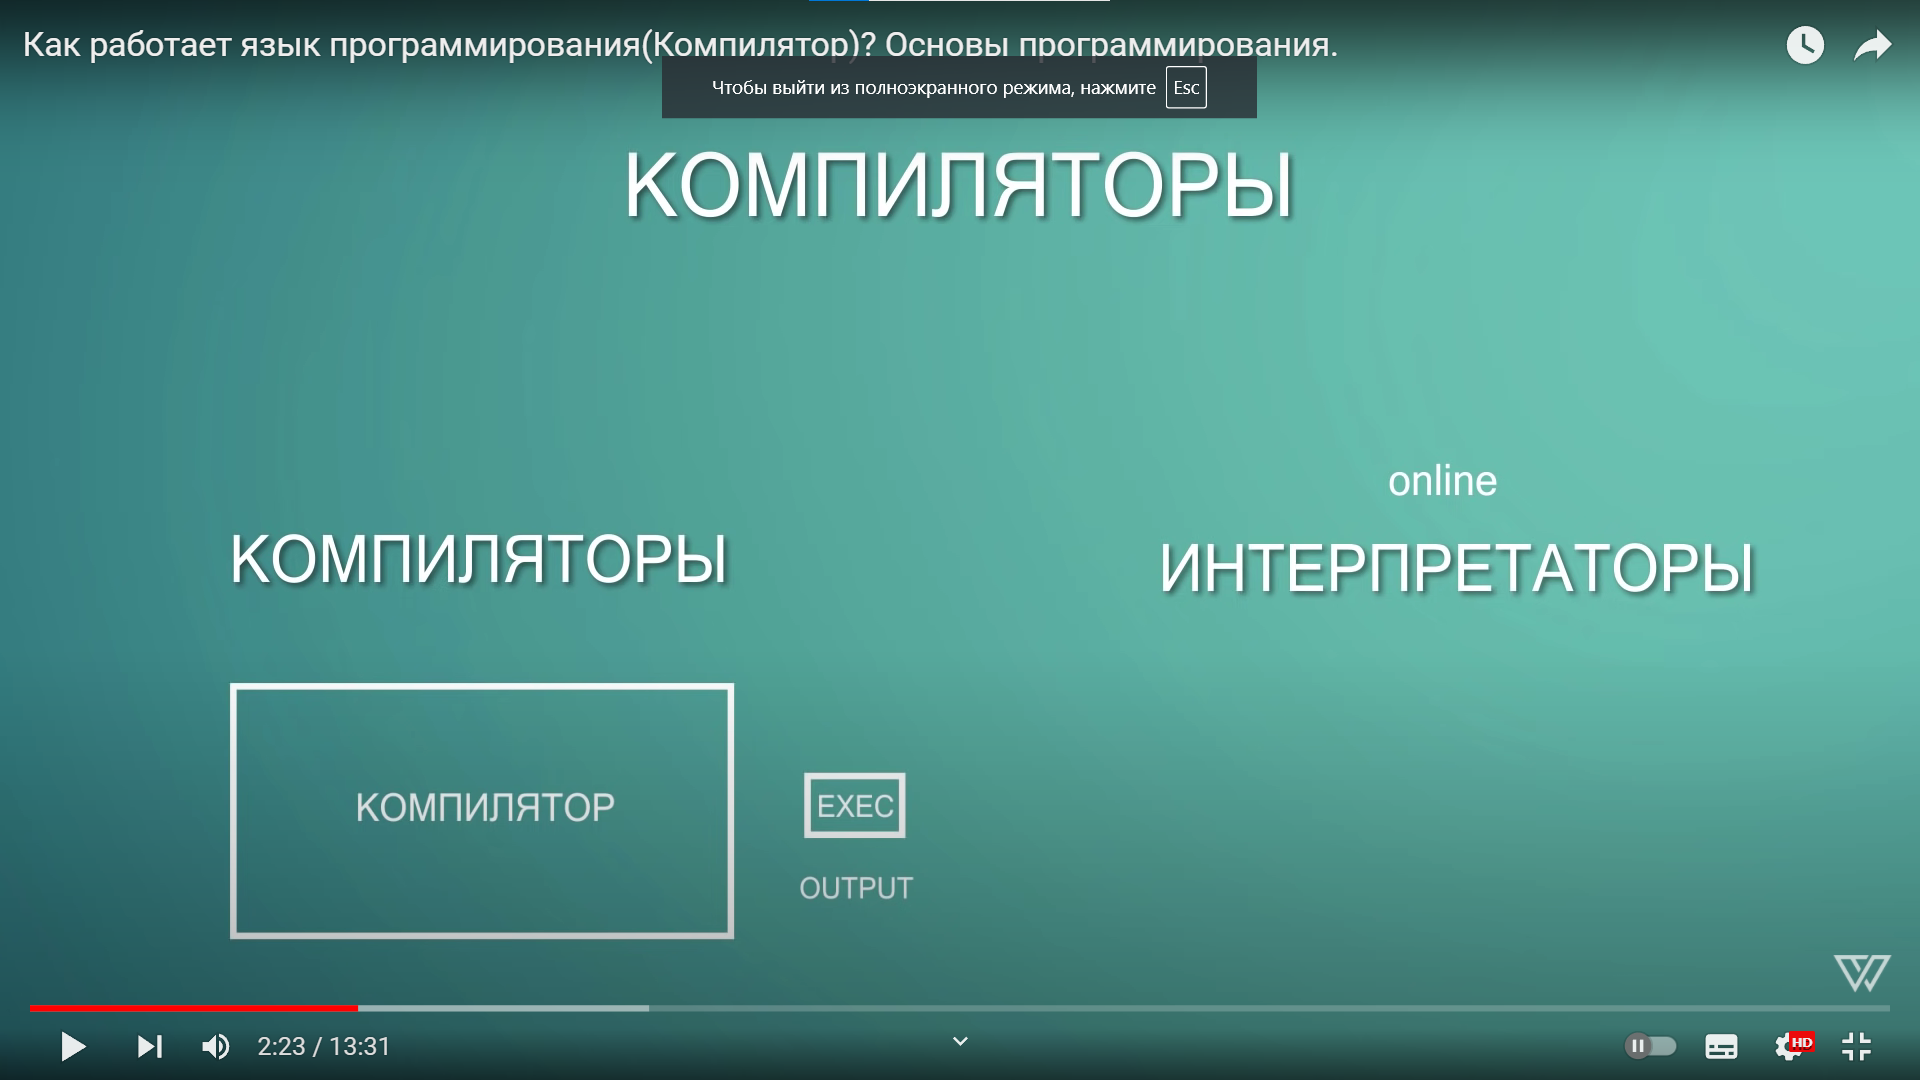 Как работает язык программирования(Компилятор)? Основы программирования.
Чтобы выйти из полноэкранного режима, нажмите Esc
КОМПИЛЯТОРЫ
online
КОМПИЛЯТОРЫ
ИНТЕРПРЕТАТОРЫ
КОМПИЛЯТОР
EXEC
OUTPUT
2:23 / 13:31
HD